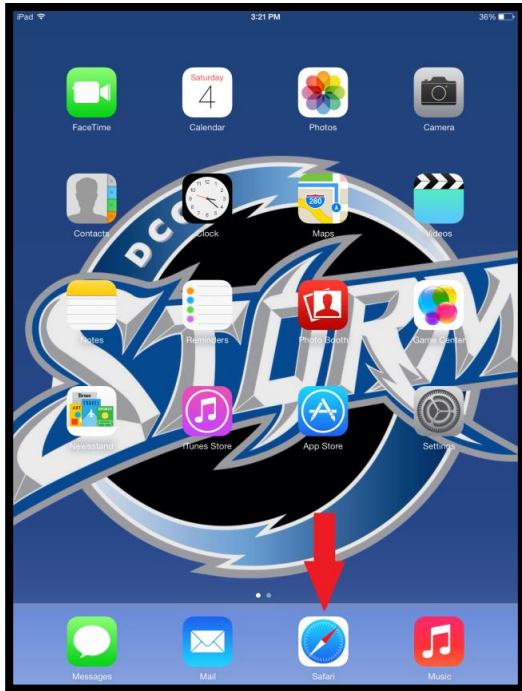 iPad 3:21 PM 36%
Saturday
4
FaceTime Calendar Photos Camera
280
Contacts Clock Maps Videos
DCC
STORM
Notes Reminders Photo Booth Game Center
Newsstand iTunes Store App Store Settings
Messages Mail Safari Music